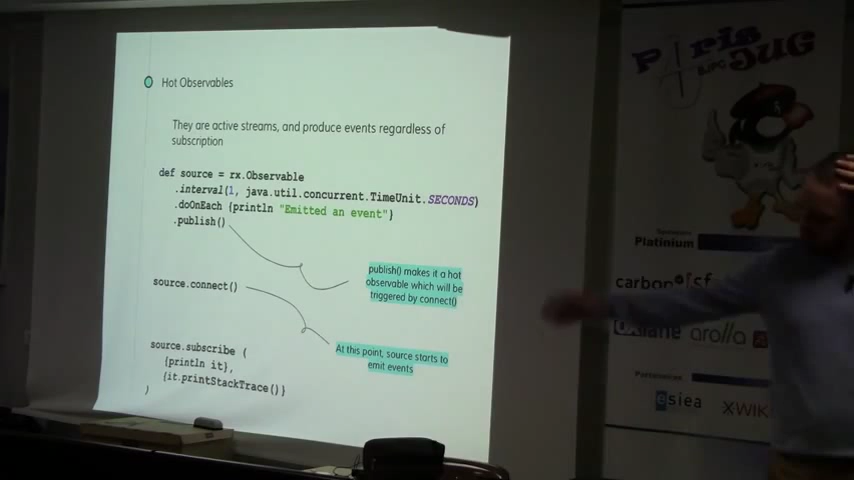 Hot Observables
They are active streams, and produce events regardless of
subscription
def source = rx.Observable
.interval(1, java.util.concurrent.TimeUnit.SECONDS)
.doOnEach {println "Emitted an event"}
.publish()
publish() makes it a hot
observable which will be
triggered by connect()
source.connect()
At this point, source starts to
emit events
source.subscribe (
{println it},
{it.printStackTrace()}
)
Paris
JUG
Platinium
arolla
esiea
XWIKI